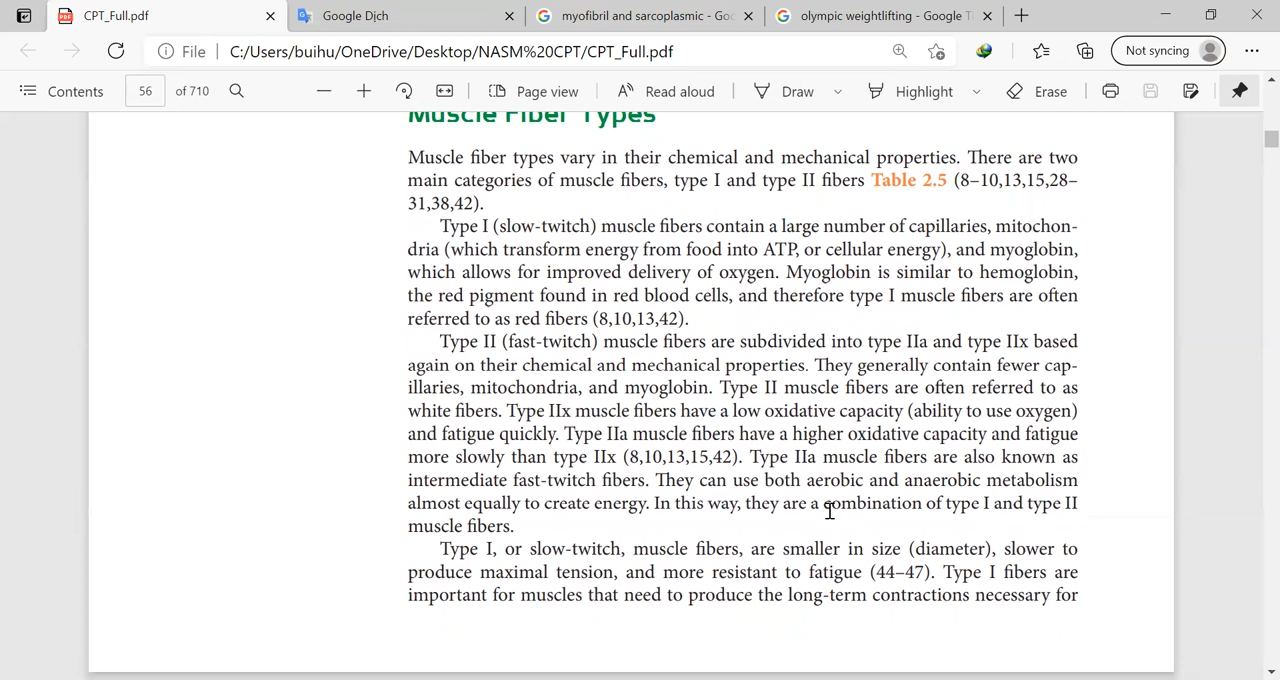 CPT_Full.pdf
Google Dịch
myofibril and sarcoplasmic - Goo
olympic weightlifting - Google T
Not syncing
File
C:/Users/buihu/OneDrive/Desktop/NASM%20CPT/CPT_Full.pdf
Contents
56
of 710
Page view
Read aloud
Draw
Highlight
Erase
Muscle Fiber Types
Muscle fiber types vary in their chemical and mechanical properties. There are two
main categories of muscle fibers, type I and type II fibers Table 2.5 (8–10,13,15,28–
31,38,42).
Type I (slow-twitch) muscle fibers contain a large number of capillaries, mitochon-
dria (which transform energy from food into ATP, or cellular energy), and myoglobin,
which allows for improved delivery of oxygen. Myoglobin is similar to hemoglobin,
the red pigment found in red blood cells, and therefore type I muscle fibers are often
referred to as red fibers (8,10,13,42).
Type II (fast-twitch) muscle fibers are subdivided into type IIa and type IIx based
again on their chemical and mechanical properties. They generally contain fewer cap-
illaries, mitochondria, and myoglobin. Type II muscle fibers are often referred to as
white fibers. Type IIx muscle fibers have a low oxidative capacity (ability to use oxygen)
and fatigue quickly. Type IIa muscle fibers have a higher oxidative capacity and fatigue
more slowly than type IIx (8,10,13,15,42). Type IIa muscle fibers are also known as
intermediate fast-twitch fibers. They can use both aerobic and anaerobic metabolism
almost equally to create energy. In this way, they are a combination of type I and type II
muscle fibers.
Type I, or slow-twitch, muscle fibers, are smaller in size (diameter), slower to
produce maximal tension, and more resistant to fatigue (44–47). Type I fibers are
important for muscles that need to produce the long-term contractions necessary for